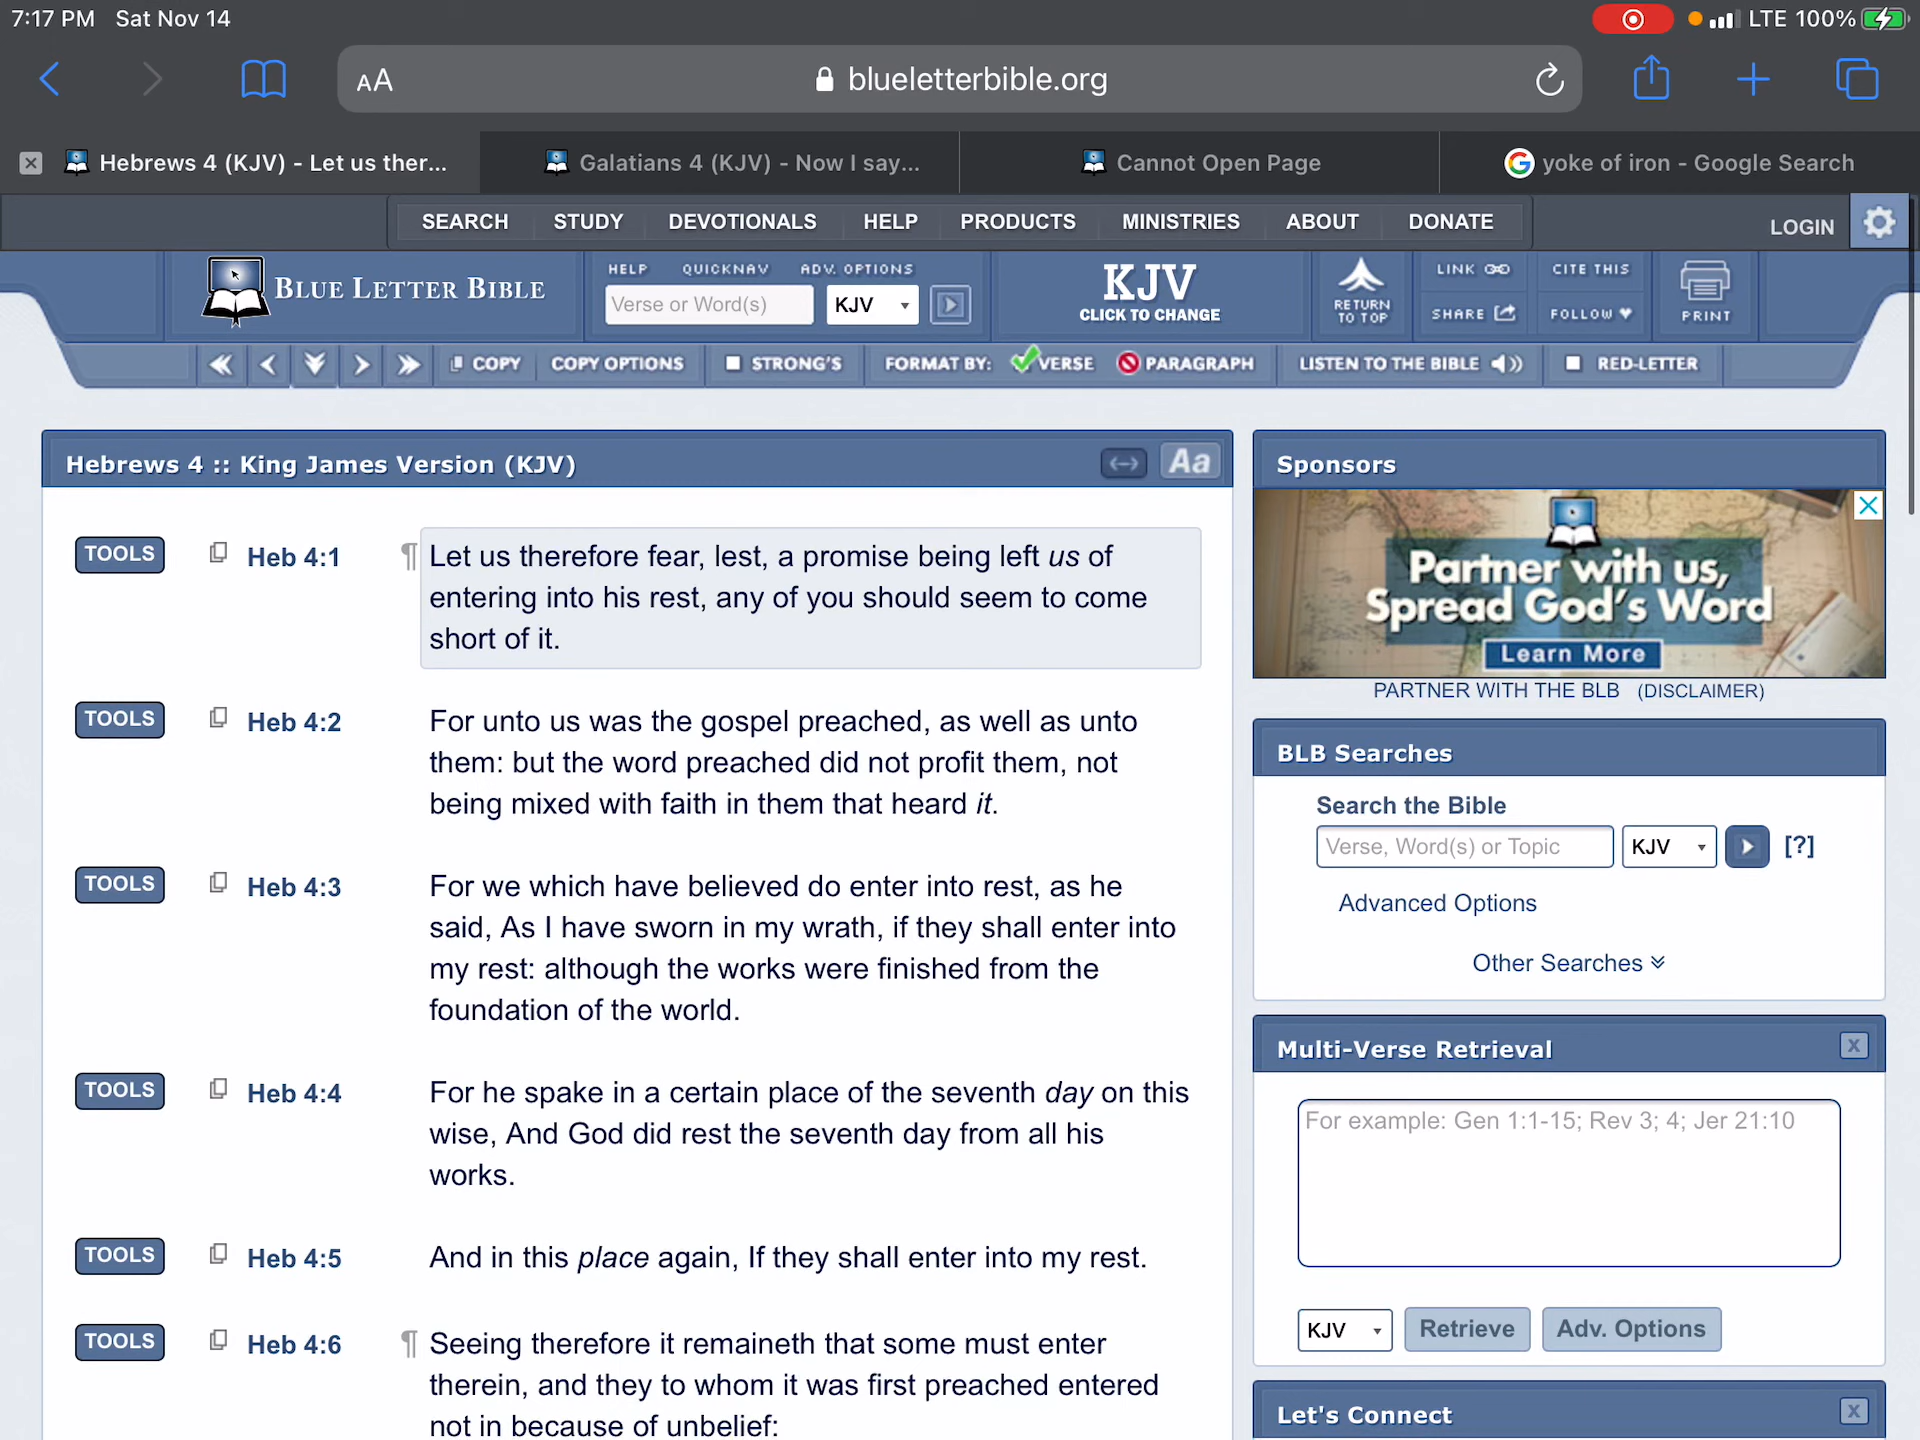 7:17 PM Sat Nov 14
LTE 100%
AA blueletterbible.org
Hebrews 4 (KJV) - Let us ther...
Galatians 4 (KJV) - Now I say...
Cannot Open Page
yoke of iron - Google Search
SEARCH STUDY DEVOTIONALS HELP PRODUCTS MINISTRIES ABOUT DONATE
LOGIN
BLUE LETTER BIBLE
HELP QUICKNAV ADV. OPTIONS
Verse or Word(s) KJV
KJV
CLICK TO CHANGE
RETURN
TO TOP
LINK
SHARE
CITE THIS
FOLLOW
PRINT
COPY COPY OPTIONS STRONG'S FORMAT BY: VERSE PARAGRAPH LISTEN TO THE BIBLE RED-LETTER
Hebrews 4 :: King James Version (KJV)
Aa
TOOLS Heb 4:1 ¶ Let us therefore fear, lest, a promise being left us of
entering into his rest, any of you should seem to come
short of it.
TOOLS Heb 4:2 For unto us was the gospel preached, as well as unto
them: but the word preached did not profit them, not
being mixed with faith in them that heard it.
TOOLS Heb 4:3 For we which have believed do enter into rest, as he
said, As I have sworn in my wrath, if they shall enter into
my rest: although the works were finished from the
foundation of the world.
TOOLS Heb 4:4 For he spake in a certain place of the seventh day on this
wise, And God did rest the seventh day from all his
works.
TOOLS Heb 4:5 And in this place again, If they shall enter into my rest.
TOOLS Heb 4:6 ¶ Seeing therefore it remaineth that some must enter
therein, and they to whom it was first preached entered
not in because of unbelief:
Sponsors
Partner with us,
Spread God's Word
Learn More
PARTNER WITH THE BLB (DISCLAIMER)
BLB Searches
Search the Bible
Verse, Word(s) or Topic KJV [?]
Advanced Options
Other Searches
Multi-Verse Retrieval X
For example: Gen 1:1-15; Rev 3; 4; Jer 21:10
KJV Retrieve Adv. Options
Let's Connect X